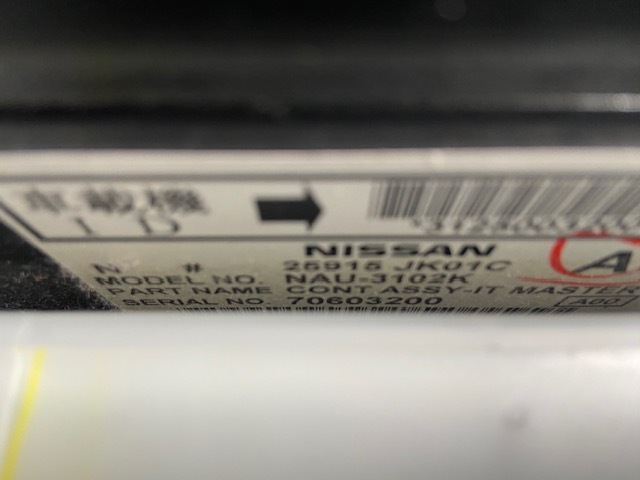 車載機
I D
NISSAN
N # 25915 JK01C
MODEL NO. NAU-3102K
PART NAME CONT ASSY-IT MASTER
SERIAL NO. 70603200
A
A00